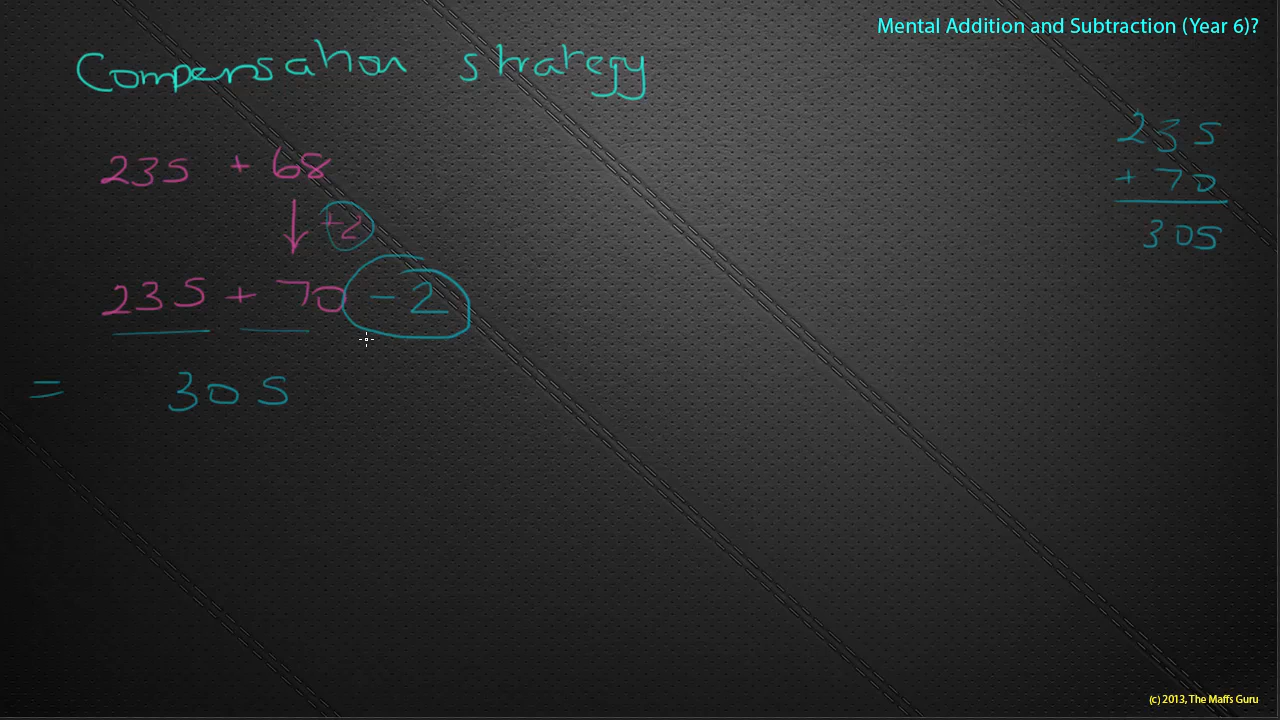 Mental Addition and Subtraction (Year 6)?
Compensation strategy
235 + 68
+2
235 + 70 - 2
= 305
235
+ 70
305
(c) 2013, The Maffs Guru